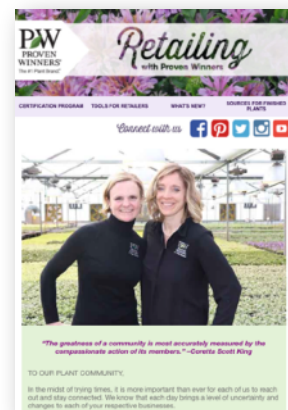 PW
PROVEN
WINNERS®
The #1 Plant Brand®
Retailing
with Proven Winners
CERTIFICATION PROGRAM TOOLS FOR RETAILERS WHAT'S NEW? SOURCES FOR FINISHED
PLANTS
Connect with us
"The greatness of a community is most accurately measured by the
compassionate action of its members." ~Coretta Scott King
TO OUR PLANT COMMUNITY,
In the midst of trying times, it is more important than ever for each of us to reach
out and stay connected. We know that each day brings a level of uncertainty and
changes to each of your respective businesses.